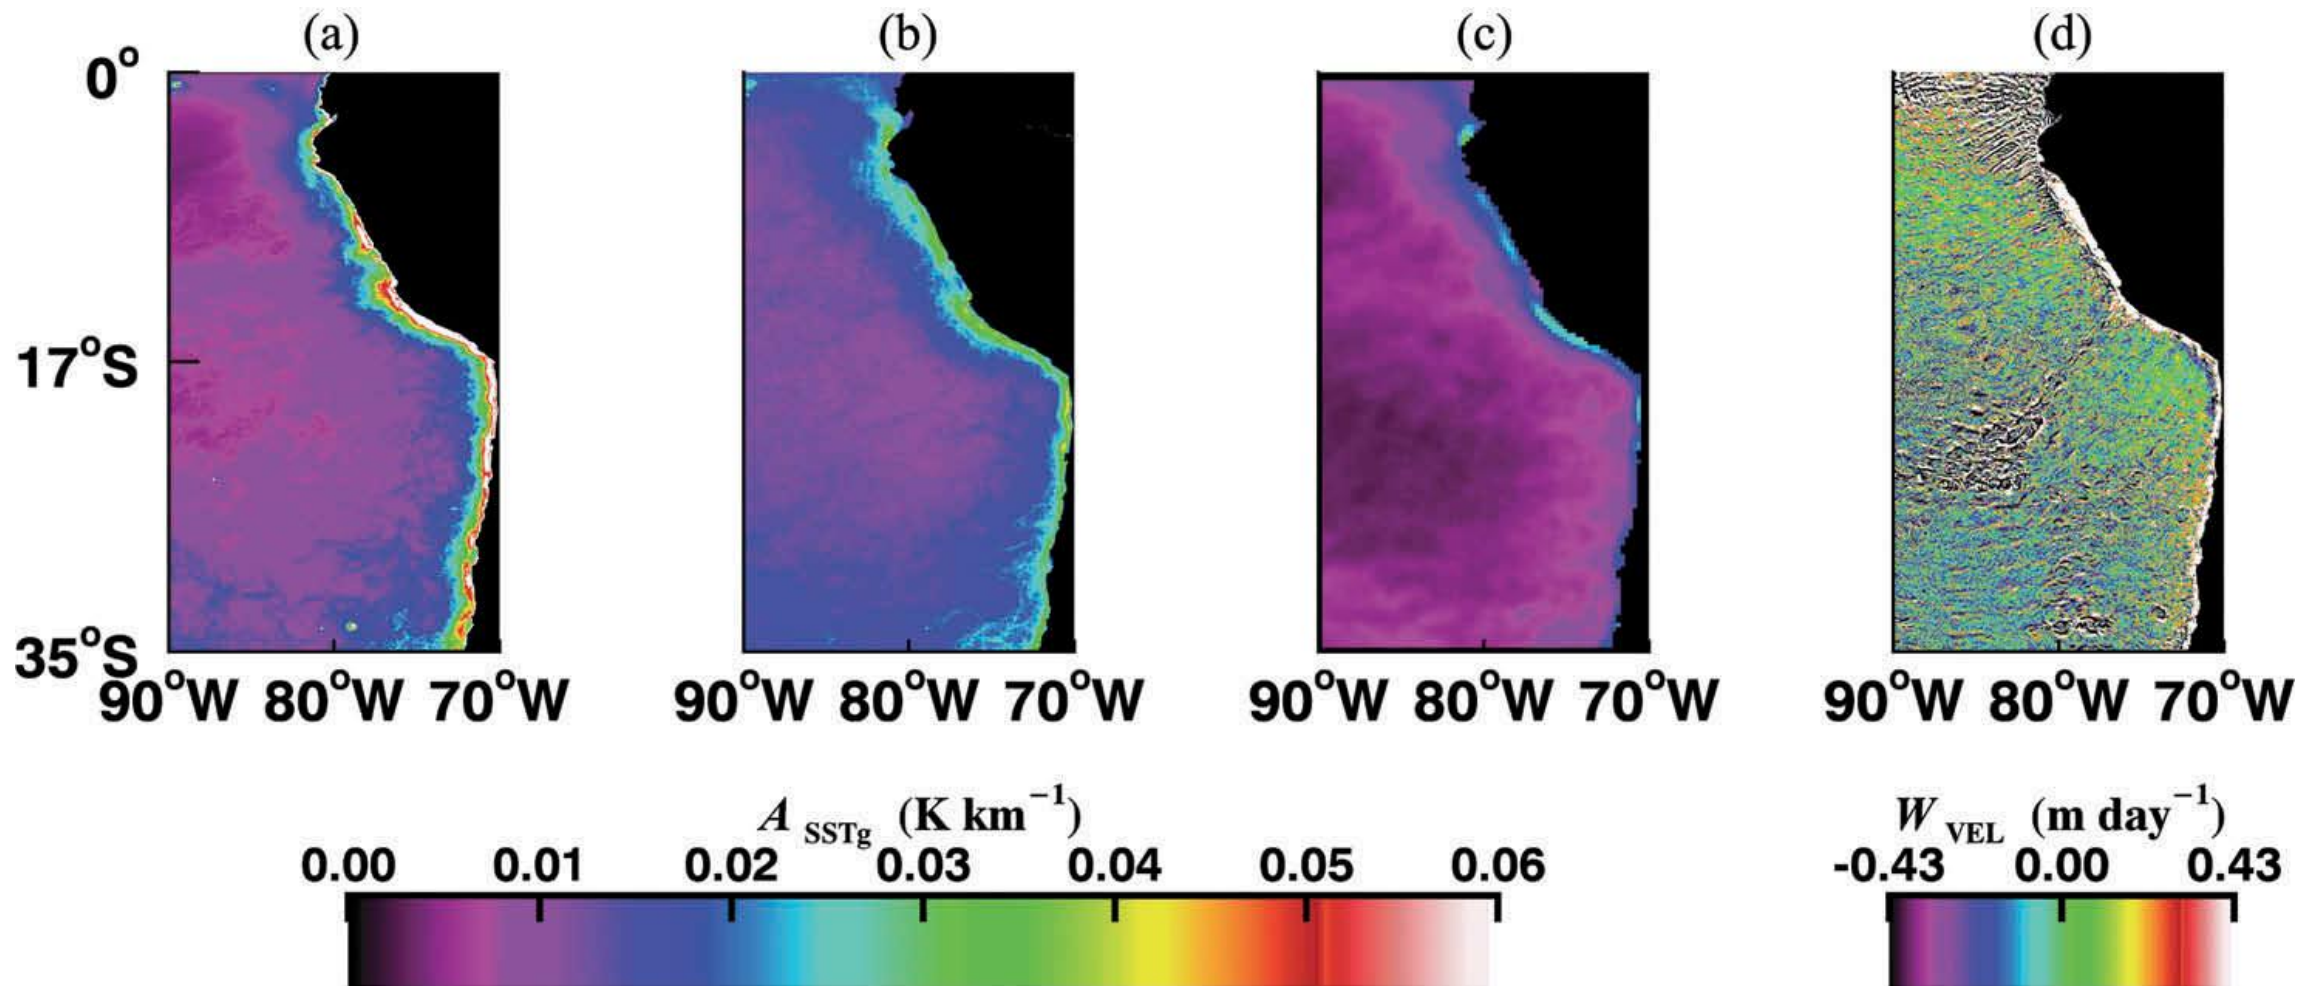 (a) (b) (c) (d)
0°
17°S
35°S
90°W 80°W 70°W 90°W 80°W 70°W 90°W 80°W 70°W 90°W 80°W 70°W
A SSTg (K km⁻¹) W VEL (m day⁻¹)
0.00 0.01 0.02 0.03 0.04 0.05 0.06 -0.43 0.00 0.43